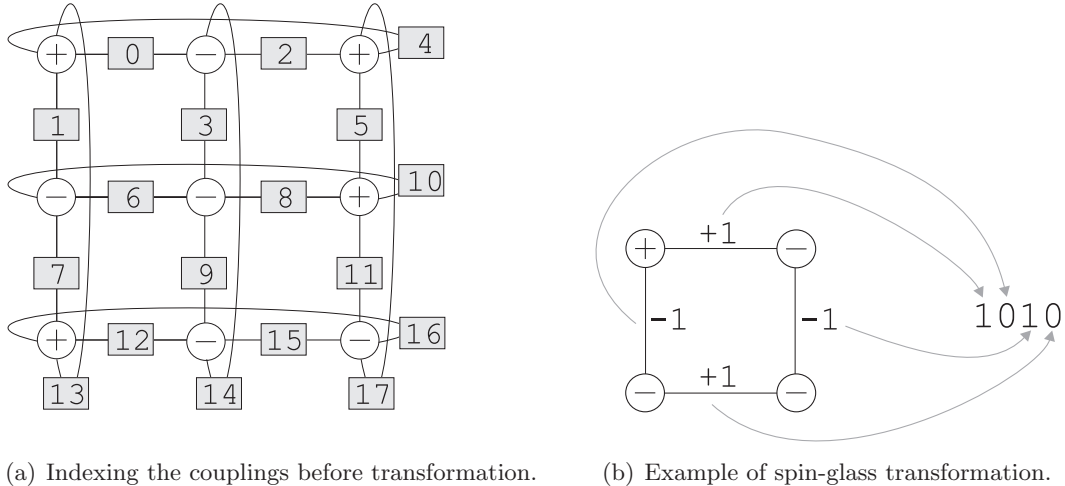 4
+ 0 − 2 +
1 3 5
10
− 6 − 8 +
7 9 11
16
+ 12 − 15 −
13 14 17
+1
+ −
−1 −1 1010
+1
− −
(a) Indexing the couplings before transformation.
(b) Example of spin-glass transformation.